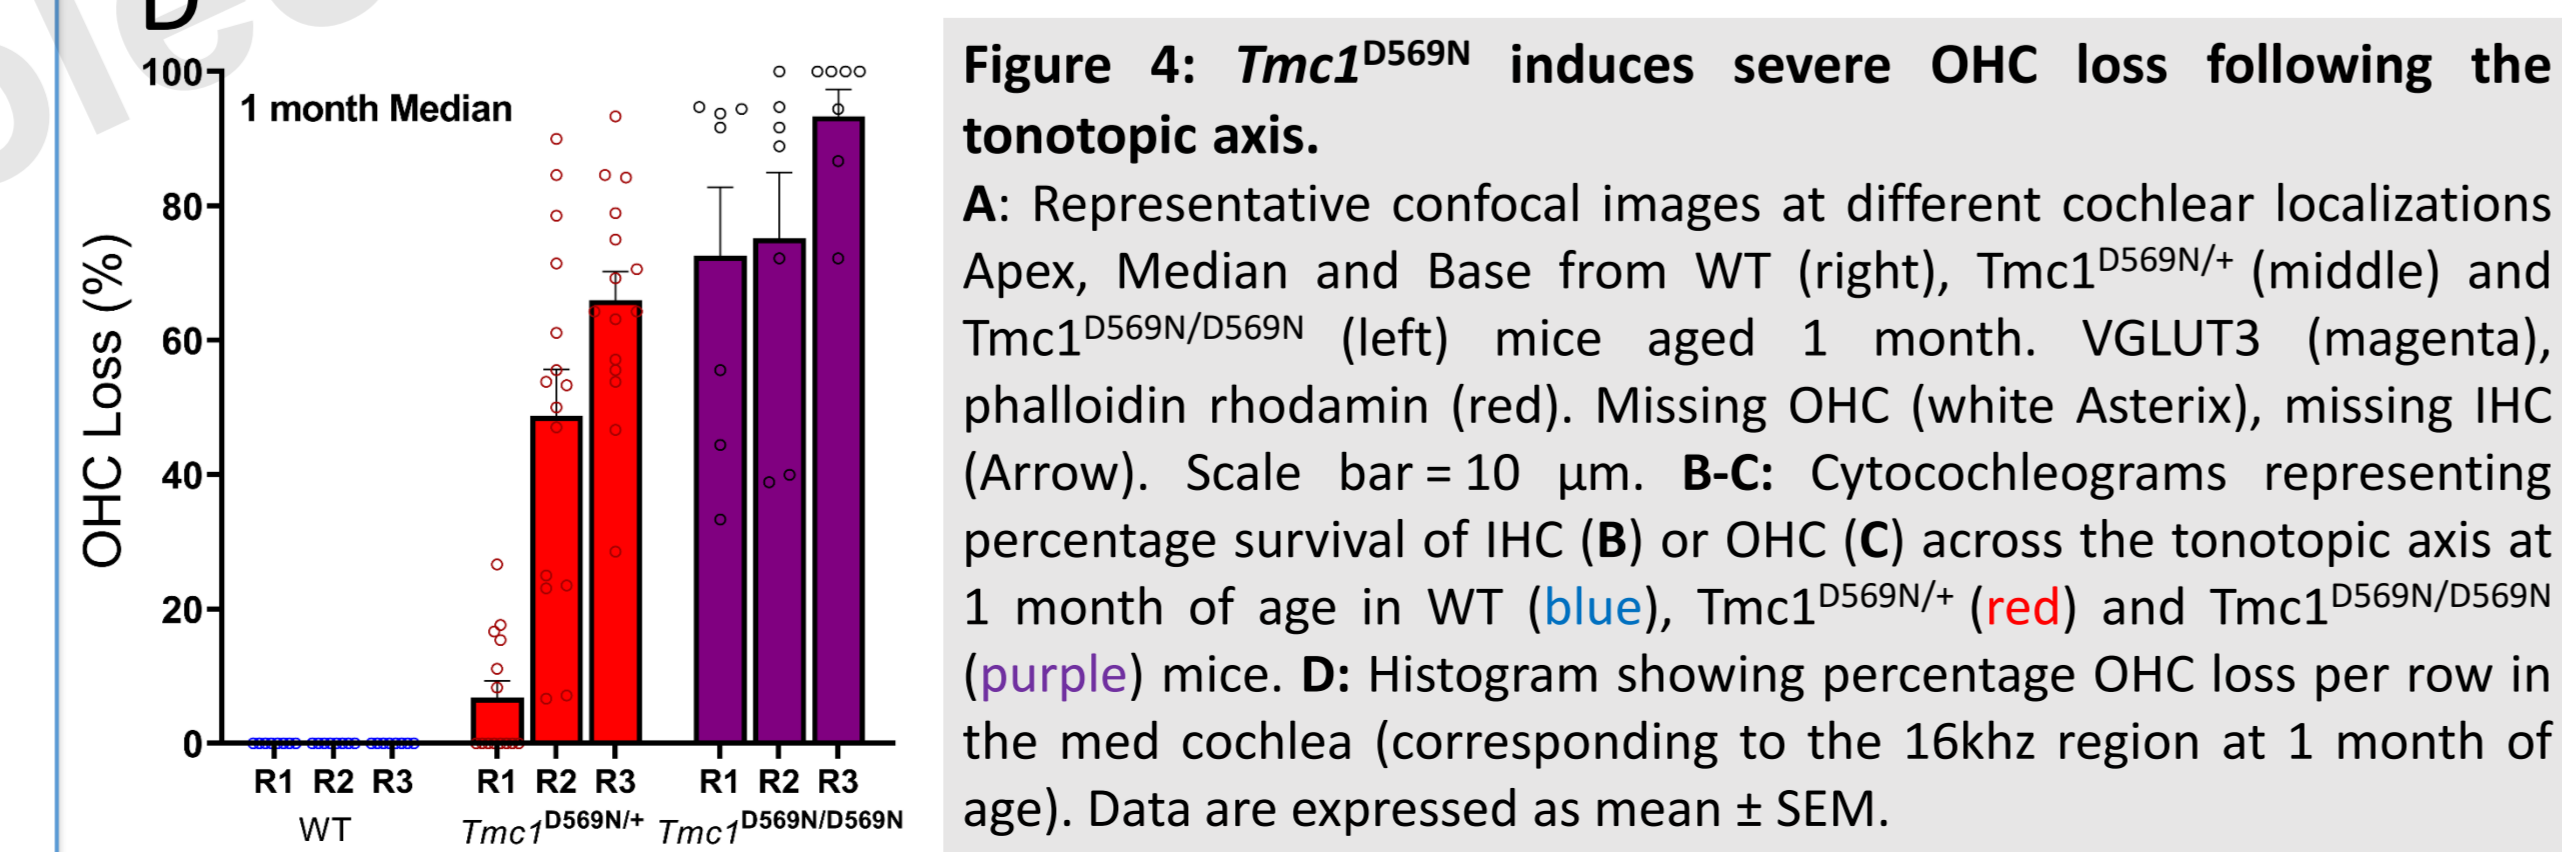 D
100
80
60
40
20
0
OHC Loss (%)
1 month Median
R1 R2 R3 R1 R2 R3 R1 R2 R3
WT Tmc1D569N/+ Tmc1D569N/D569N
Figure 4: Tmc1D569N induces severe OHC loss following the
tonotopic axis.
A: Representative confocal images at different cochlear localizations
Apex, Median and Base from WT (right), Tmc1D569N/+ (middle) and
Tmc1D569N/D569N (left) mice aged 1 month. VGLUT3 (magenta),
phalloidin rhodamin (red). Missing OHC (white Asterix), missing IHC
(Arrow). Scale bar = 10 µm. B-C: Cytocochleograms representing
percentage survival of IHC (B) or OHC (C) across the tonotopic axis at
1 month of age in WT (blue), Tmc1D569N/+ (red) and Tmc1D569N/D569N
(purple) mice. D: Histogram showing percentage OHC loss per row in
the med cochlea (corresponding to the 16khz region at 1 month of
age). Data are expressed as mean ± SEM.